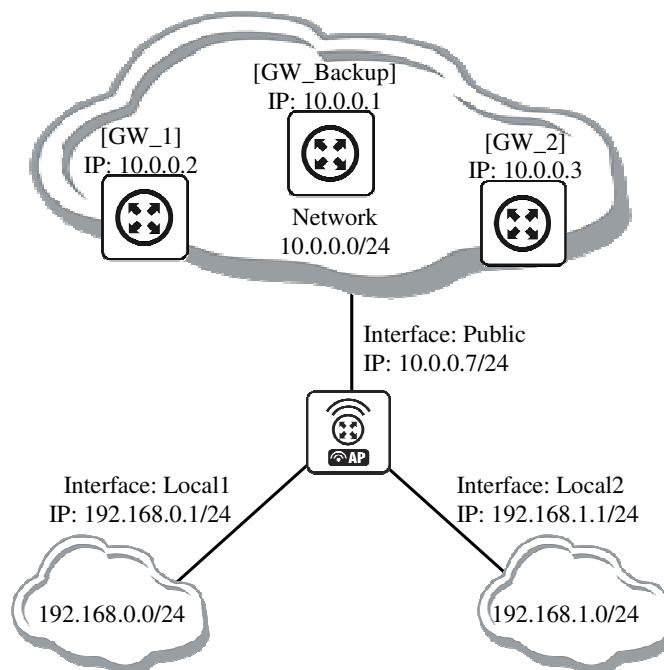 [GW_Backup]
IP: 10.0.0.1
[GW_1]
IP: 10.0.0.2
[GW_2]
IP: 10.0.0.3
Network
10.0.0.0/24
Interface: Public
IP: 10.0.0.7/24
AP
Interface: Local1
IP: 192.168.0.1/24
Interface: Local2
IP: 192.168.1.1/24
192.168.0.0/24
192.168.1.0/24